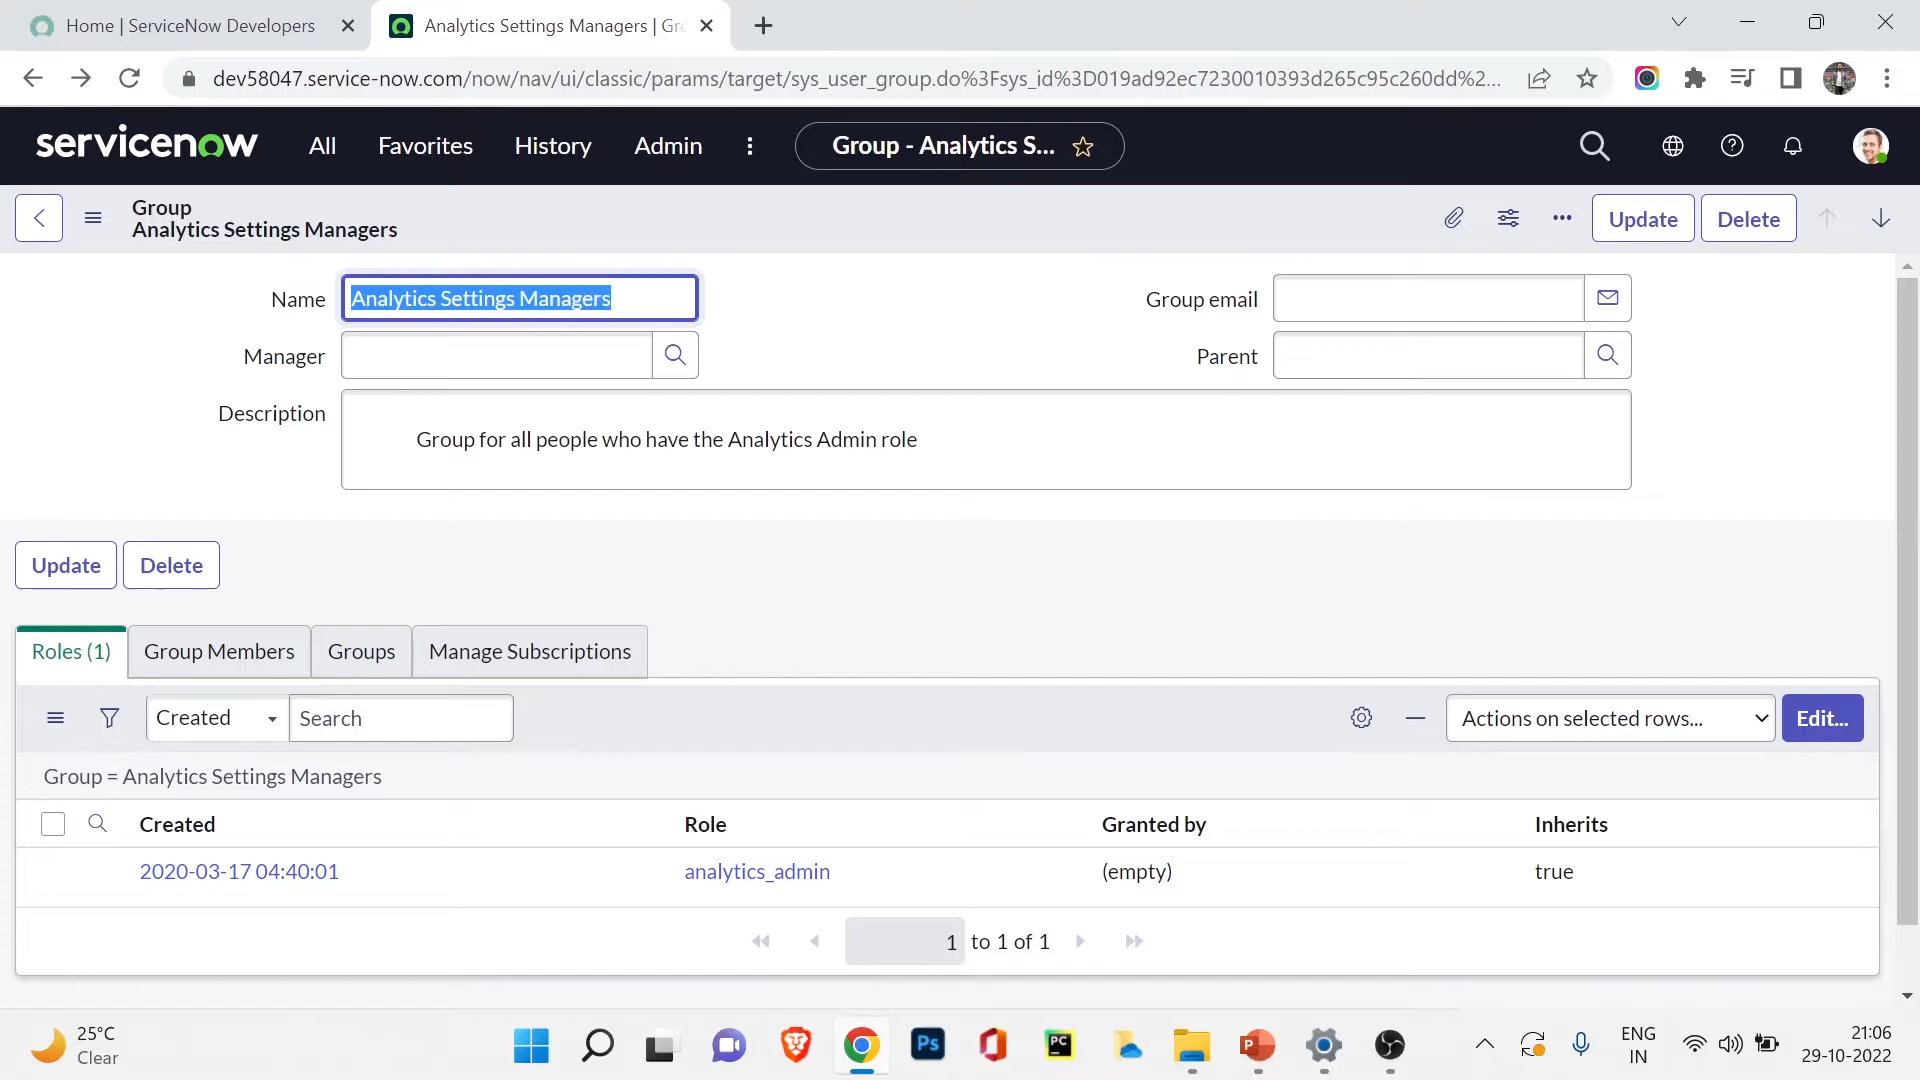 Home | ServiceNow Developers
Analytics Settings Managers | Gr
dev58047.service-now.com/now/nav/ui/classic/params/target/sys_user_group.do%3Fsys_id%3D019ad92ec7230010393d265c95c260dd%2...
servicenow All Favorites History Admin Group - Analytics S...
Group
Analytics Settings Managers
Update Delete
Name Analytics Settings Managers Group email
Manager Parent
Description Group for all people who have the Analytics Admin role
Update Delete
Roles (1) Group Members Groups Manage Subscriptions
Created Search Actions on selected rows... Edit...
Group = Analytics Settings Managers
Created Role Granted by Inherits
2020-03-17 04:40:01 analytics_admin (empty) true
1 to 1 of 1
25°C
Clear
Ps
PC
P
ENG
IN
21:06
29-10-2022